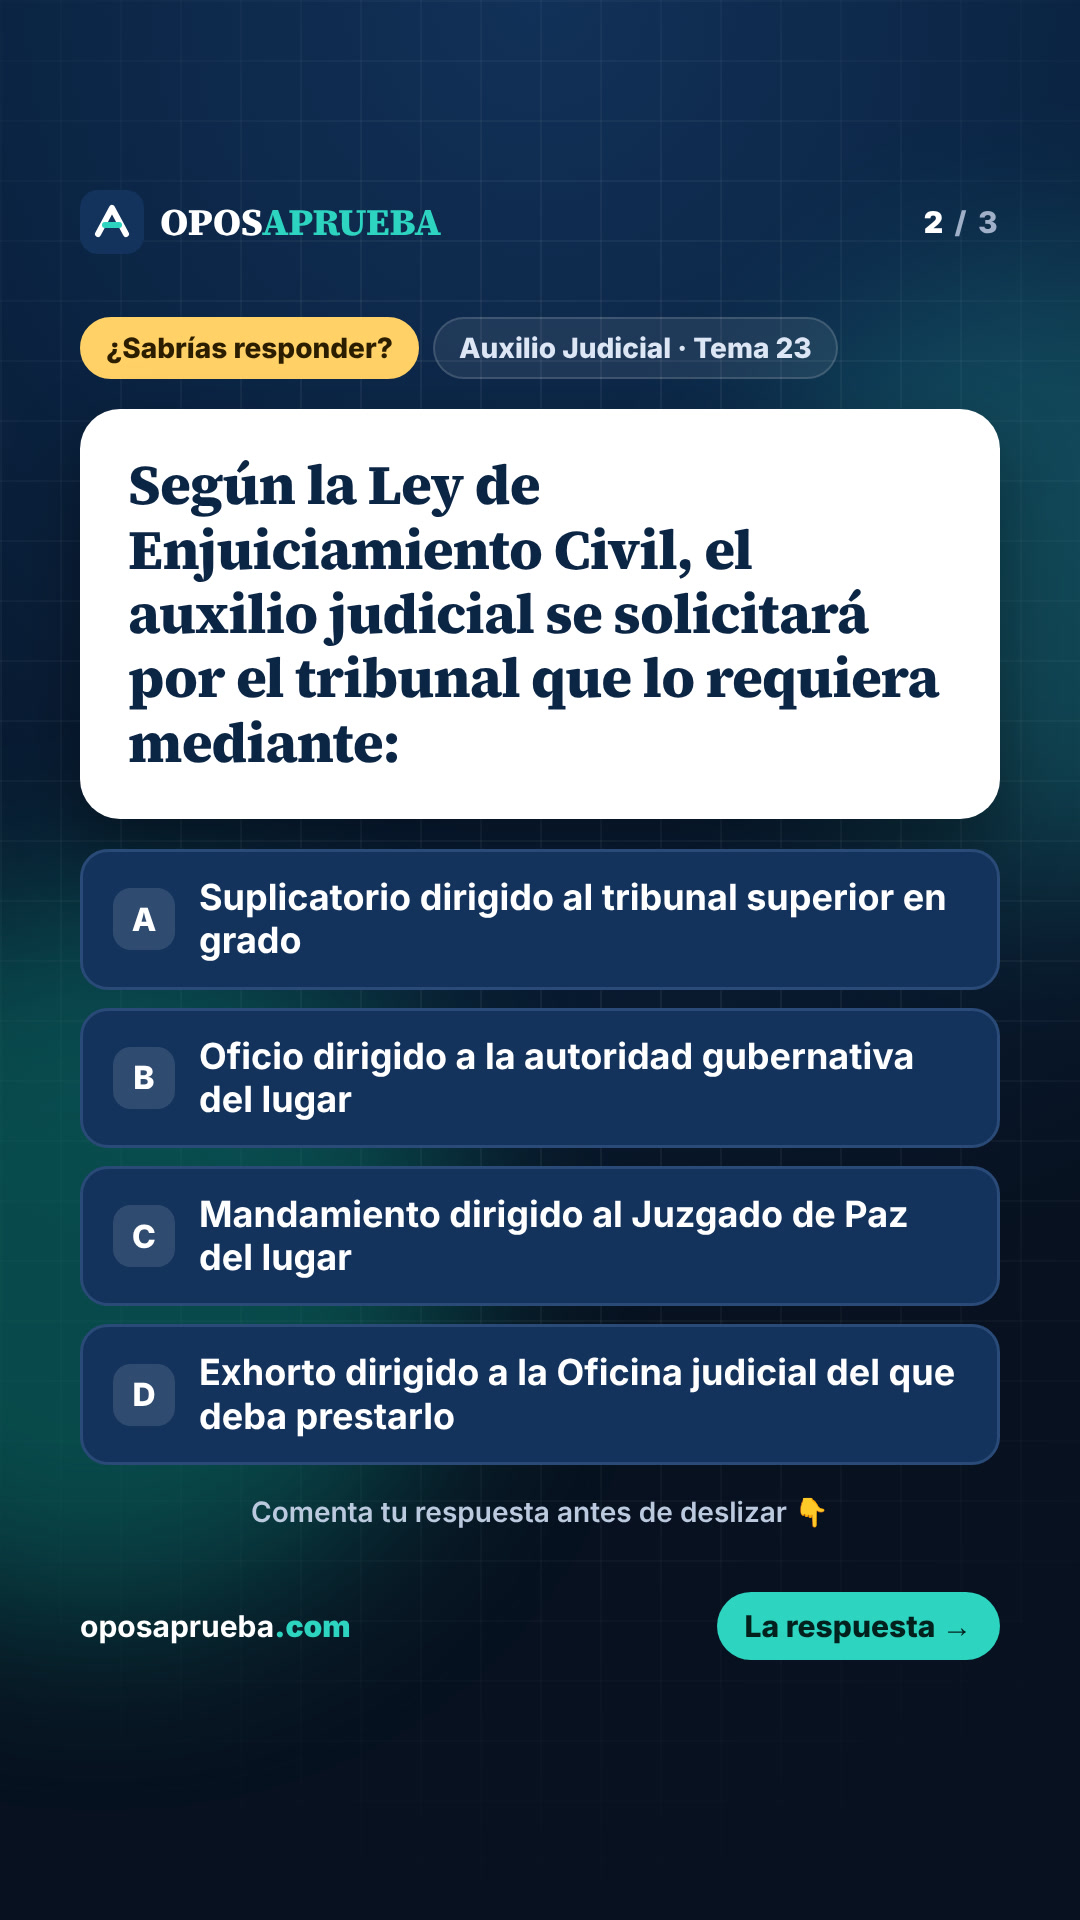 OPOSAPRUEBA
2 / 3
¿Sabrías responder?
Auxilio Judicial · Tema 23
Según la Ley de
Enjuiciamiento Civil, el
auxilio judicial se solicitará
por el tribunal que lo requiera
mediante:
A
Suplicatorio dirigido al tribunal superior en
grado
B
Oficio dirigido a la autoridad gubernativa
del lugar
C
Mandamiento dirigido al Juzgado de Paz
del lugar
D
Exhorto dirigido a la Oficina judicial del que
deba prestarlo
Comenta tu respuesta antes de deslizar 👇
oposaprueba.com
La respuesta →